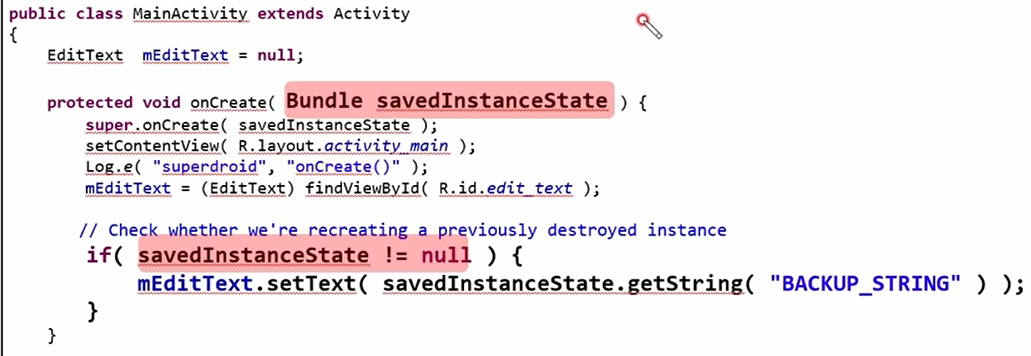 public class MainActivity extends Activity
{
EditText mEditText = null;
protected void onCreate( Bundle savedInstanceState ) {
super.onCreate( savedInstanceState );
setContentView( R.layout.activity_main );
Log.e( "superdroid", "onCreate()" );
mEditText = (EditText) findViewById( R.id.edit_text );
// Check whether we're recreating a previously destroyed instance
if( savedInstanceState != null ) {
mEditText.setText( savedInstanceState.getString( "BACKUP_STRING" ) );
}
}